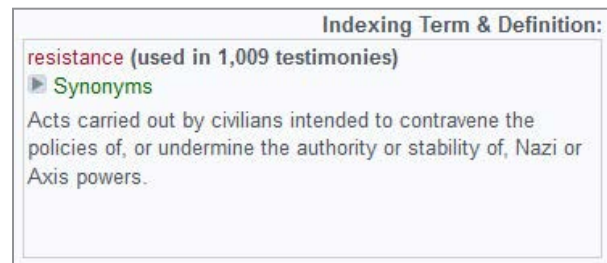 Indexing Term & Definition:
resistance (used in 1,009 testimonies)
Synonyms
Acts carried out by civilians intended to contravene the
policies of, or undermine the authority or stability of, Nazi or
Axis powers.